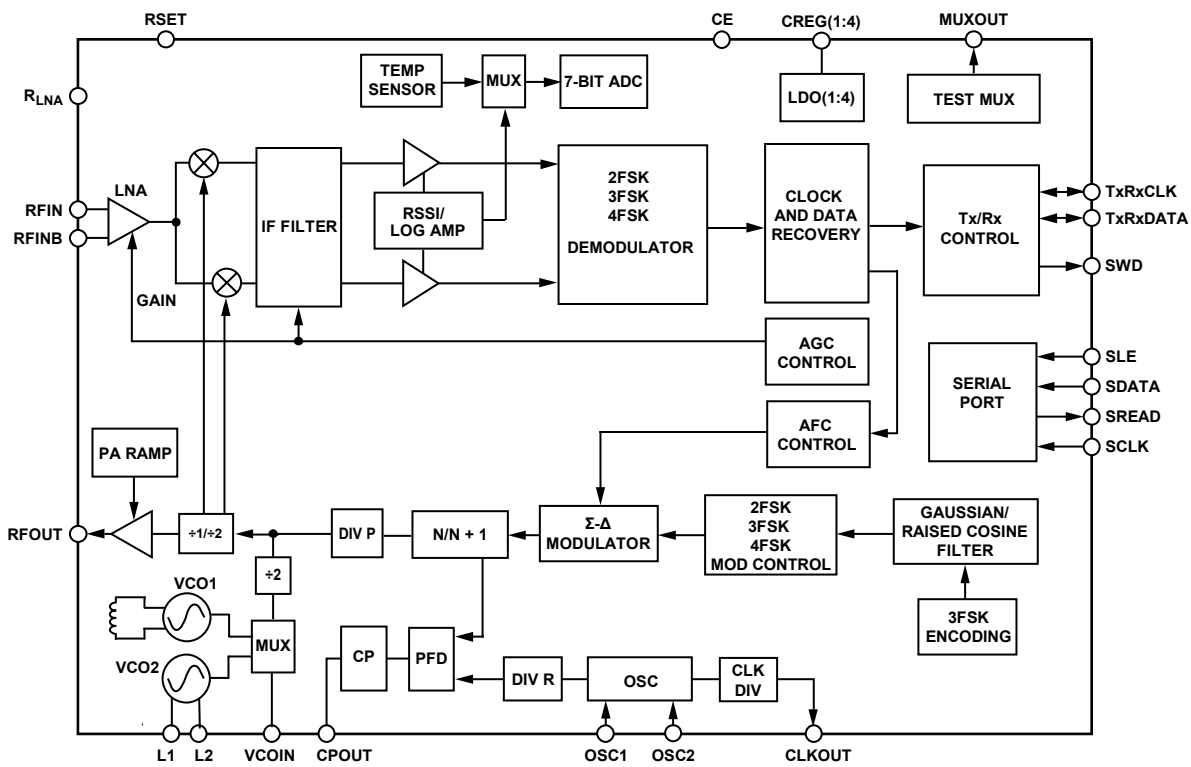 RSET
CE
CREG(1:4)
MUXOUT
TEMP
SENSOR
MUX
7-BIT ADC
LDO(1:4)
TEST MUX
RLNA
LNA
RFIN
RFINB
GAIN
IF FILTER
RSSI/
LOG AMP
2FSK
3FSK
4FSK
DEMODULATOR
CLOCK
AND DATA
RECOVERY
Tx/Rx
CONTROL
TxRxCLK
TxRxDATA
SWD
AGC
CONTROL
SERIAL
PORT
SLE
SDATA
SREAD
SCLK
AFC
CONTROL
PA RAMP
RFOUT
÷1/÷2
DIV P
N/N + 1
Σ-Δ
MODULATOR
2FSK
3FSK
4FSK
MOD CONTROL
GAUSSIAN/
RAISED COSINE
FILTER
÷2
VCO1
MUX
VCO2
CP
PFD
DIV R
OSC
CLK
DIV
3FSK
ENCODING
L1
L2
VCOIN
CPOUT
OSC1
OSC2
CLKOUT